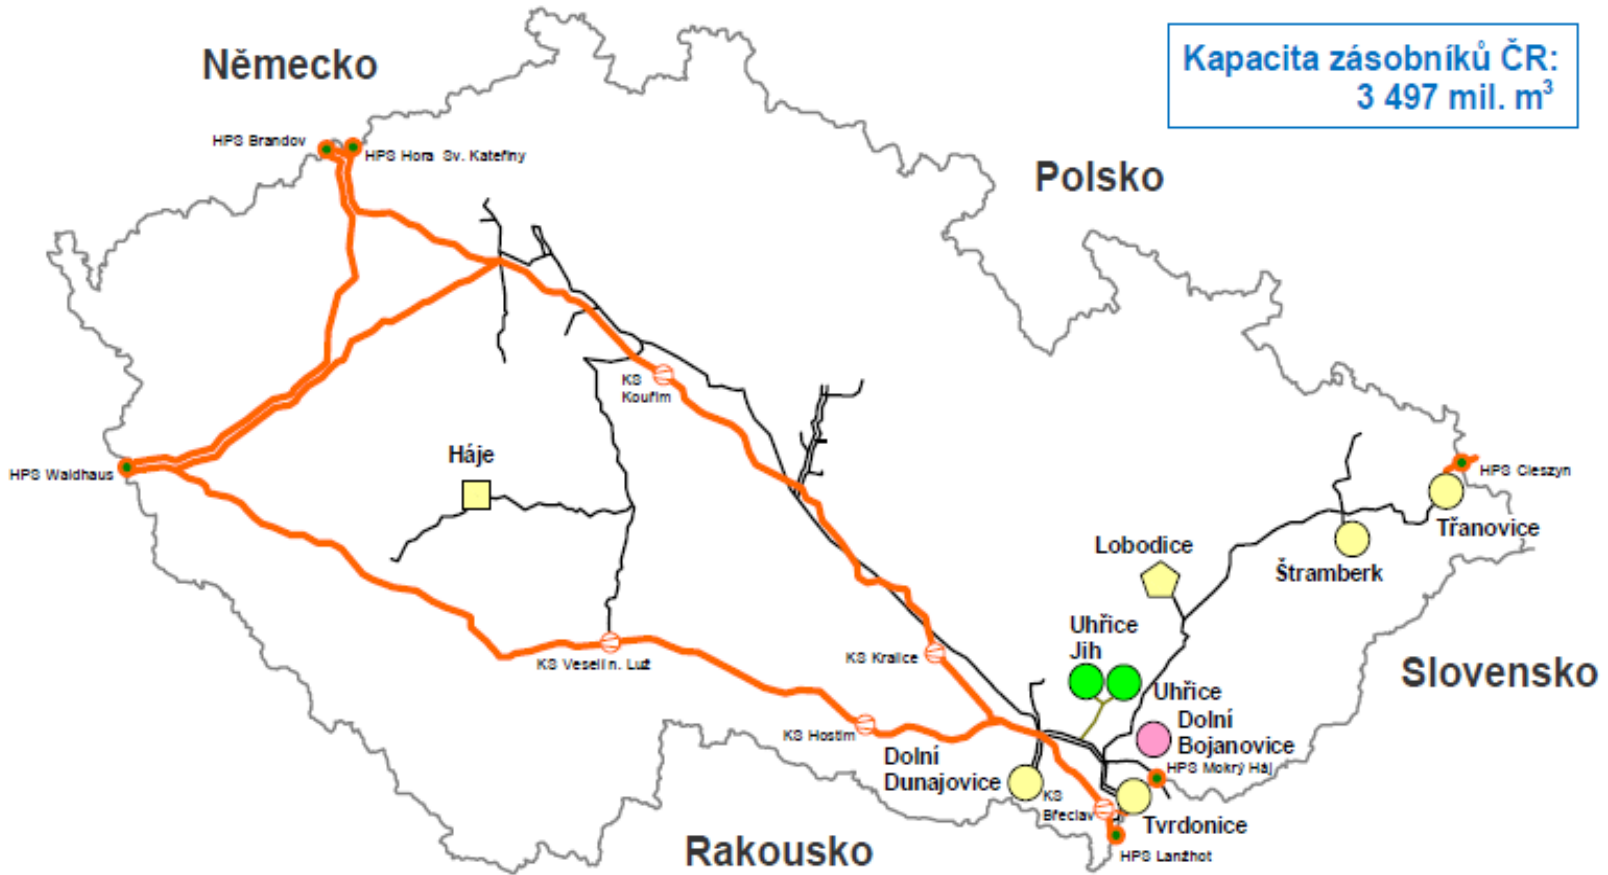 Kapacita zásobníků ČR:
3 497 mil. m³
Německo
HPS Brandov
HPS Hora Sv. Kateřiny
Polsko
KS
Kouřim
Háje
HPS Waidhaus
HPS Cieszyn
Třanovice
Lobodice
Štramberk
Uhřice
Jih
KS Kralice
KS Veselí n. Luž
Slovensko
Uhřice
Dolní
Bojanovice
KS Hostim
Dolní
Dunajovice
HPS Mokrý Háj
KS
Břeclav
Tvrdonice
Rakousko
HPS Lanžhot